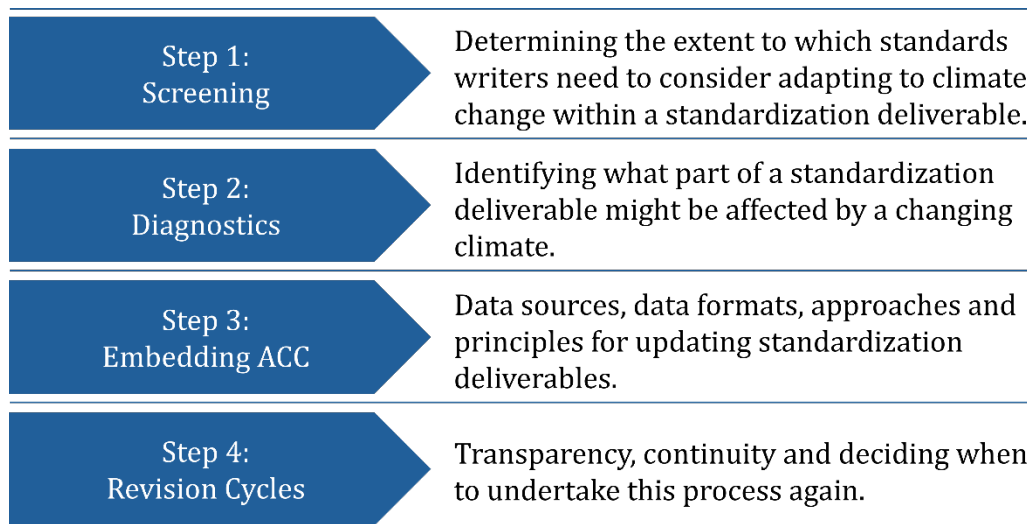 Step 1:
Screening
Determining the extent to which standards
writers need to consider adapting to climate
change within a standardization deliverable.
Step 2:
Diagnostics
Identifying what part of a standardization
deliverable might be affected by a changing
climate.
Step 3:
Embedding ACC
Data sources, data formats, approaches and
principles for updating standardization
deliverables.
Step 4:
Revision Cycles
Transparency, continuity and deciding when
to undertake this process again.